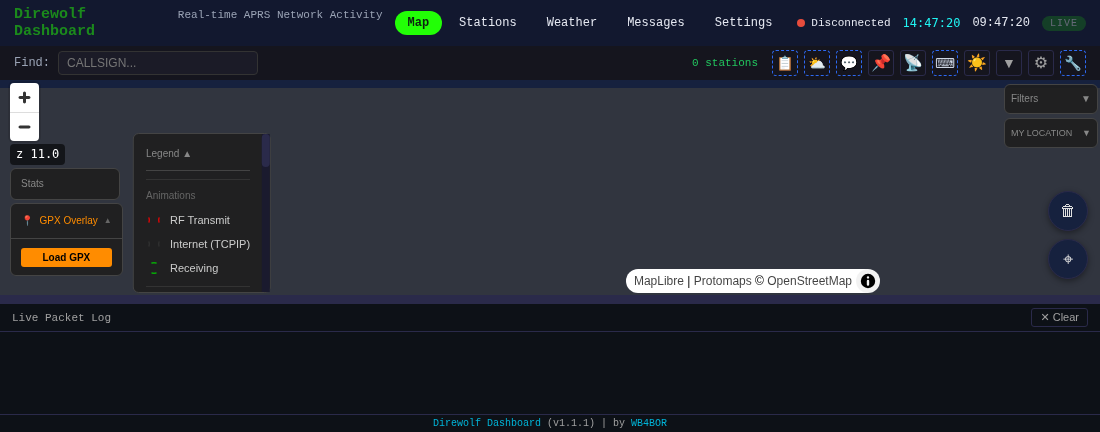 Direwolf
Dashboard
Real-time APRS Network Activity
Map Stations Weather Messages Settings
Disconnected 14:47:20 09:47:20 LIVE
Find: CALLSIGN...
0 stations
+
−
z 11.0
Stats
GPX Overlay ▲
Load GPX
Legend ▲
Animations
RF Transmit
Internet (TCPIP)
Receiving
Filters ▼
MY LOCATION ▼
MapLibre | Protomaps © OpenStreetMap
Live Packet Log
✕ Clear
Direwolf Dashboard (v1.1.1) | by WB4BOR